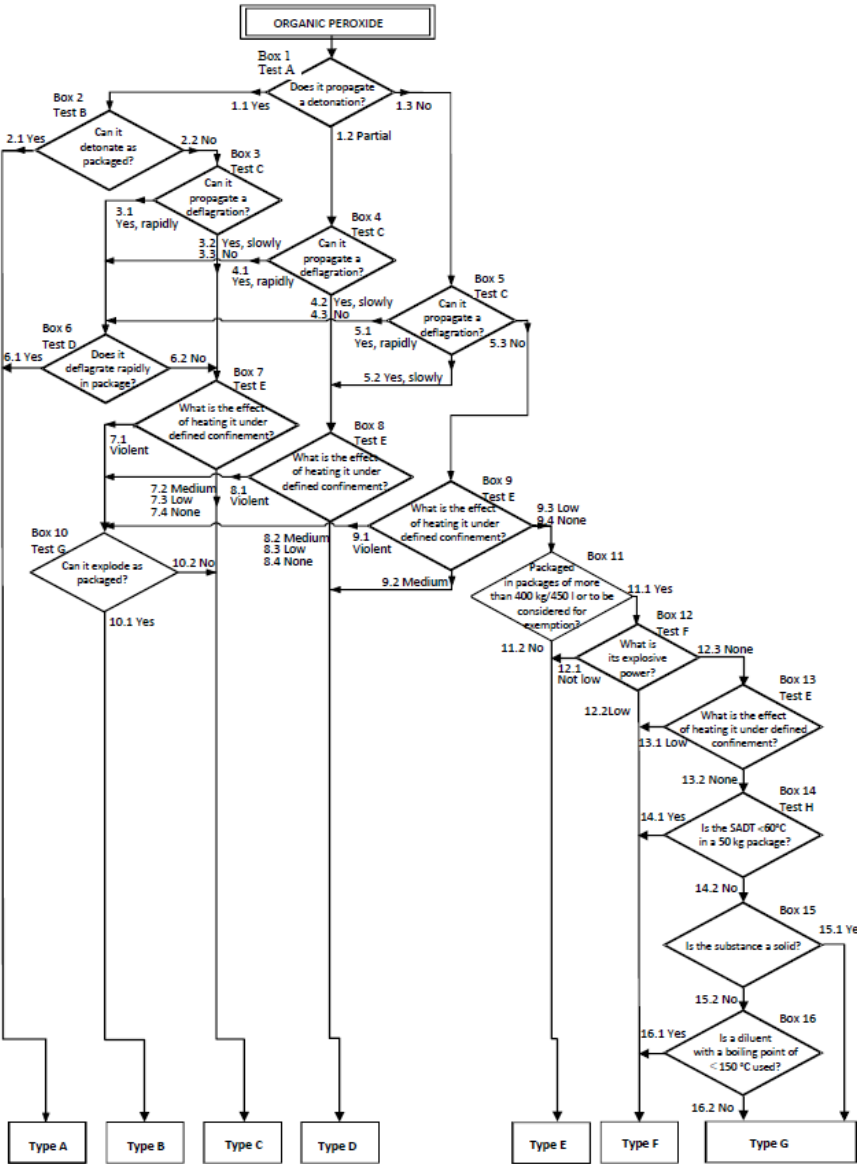 ORGANIC PEROXIDE
Box 1
Test A
Does it propagate
a detonation?
1.1 Yes
1.3 No
1.2 Partial
Box 2
Test B
Can it
detonate as
packaged?
2.1 Yes
2.2 No
Box 3
Test C
Can it
propagate a
deflagration?
3.1
Yes, rapidly
3.2 Yes, slowly
3.3 No
Box 4
Test C
Can it
propagate a
deflagration?
4.1
Yes, rapidly
4.2 Yes, slowly
4.3 No
Box 5
Test C
Can it
propagate a
deflagration?
5.1
Yes, rapidly
5.3 No
5.2 Yes, slowly
Box 6
Test D
Does it
deflagrate rapidly
in package?
6.1 Yes
6.2 No
Box 7
Test E
What is the effect
of heating it under
defined confinement?
7.1
Violent
7.2 Medium
7.3 Low
7.4 None
Box 8
Test E
What is the effect
of heating it under
defined confinement?
8.1
Violent
8.2 Medium
8.3 Low
8.4 None
Box 9
Test E
What is the effect
of heating it under
defined confinement?
9.1
Violent
9.2 Medium
9.3 Low
9.4 None
Box 10
Test G
Can it explode as
packaged?
10.2 No
10.1 Yes
Box 11
Packaged
in packages of more
than 400 kg/450 l or to be
considered for
exemption?
11.1 Yes
11.2 No
Box 12
Test F
What is
its explosive
power?
12.1
Not low
12.3 None
12.2Low
Box 13
Test E
What is the effect
of heating it under defined
confinement?
13.1 Low
13.2 None
Box 14
Test H
Is the SADT <60°C
in a 50 kg package?
14.1 Yes
14.2 No
Box 15
Is the substance a solid?
15.1 Ye
15.2 No
Box 16
Is a diluent
with a boiling point of
<150 °C used?
16.1 Yes
16.2 No
Type A
Type B
Type C
Type D
Type E
Type F
Type G